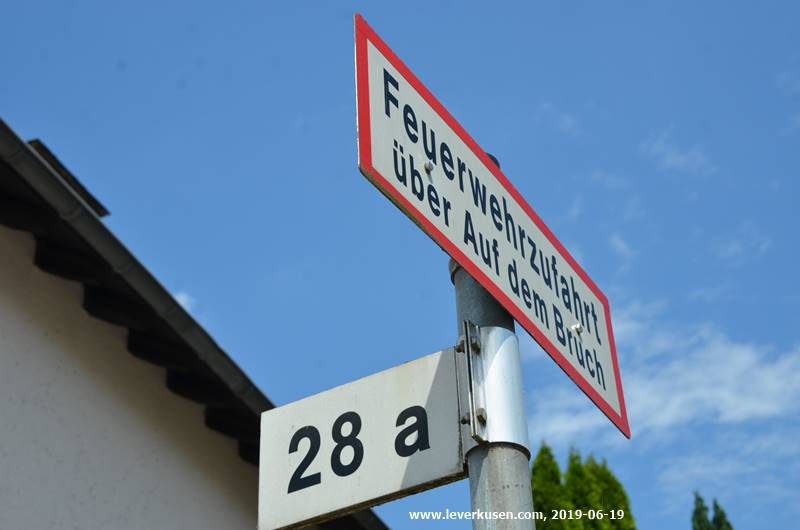 Feuerwehrzufahrt
über Auf dem Bruch
28 a
www.leverkusen.com, 2019-06-19